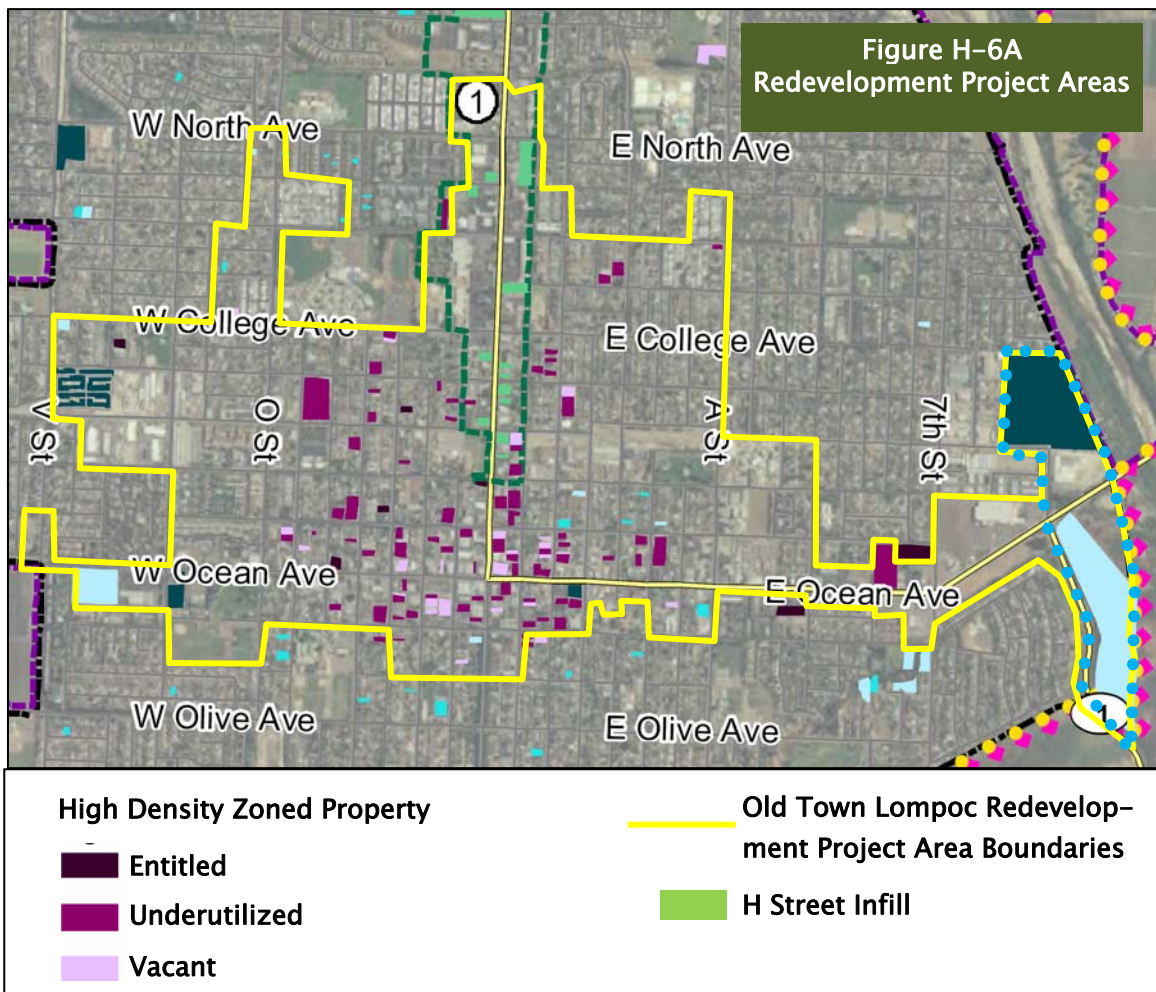 Figure H-6A
Redevelopment Project Areas
1
W North Ave
E North Ave
W College Ave
E College Ave
V St
O St
A St
7th St
W Ocean Ave
E Ocean Ave
1
W Olive Ave
E Olive Ave
High Density Zoned Property
Entitled
Underutilized
Vacant
Old Town Lompoc Redevelop-
ment Project Area Boundaries
H Street Infill